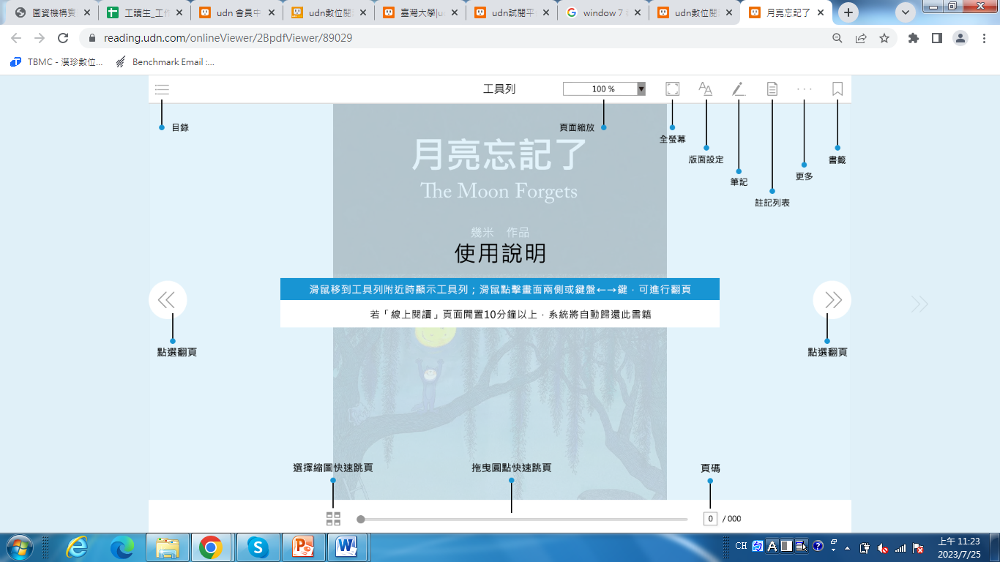 圖資機構實
工讀生_工作
udn 會員中
udn數位閱
臺灣大學|u
udn試閱平
window 7
udn數位閱
月亮忘記了
reading.udn.com/onlineViewer/2BpdfViewer/89029
TBMC - 漢珍數位...
Benchmark Email :...
工具列
100 %
目錄
頁面縮放
全螢幕
版面設定
筆記
註記列表
更多
書籤
月亮忘記了
The Moon Forgets
幾米 作品
使用說明
滑鼠移到工具列附近時顯示工具列；滑鼠點擊畫面兩側或鍵盤←→鍵，可進行翻頁
若「線上閱讀」頁面閒置10分鐘以上，系統將自動歸還此書籍
點選翻頁
點選翻頁
選擇縮圖快速跳頁
拖曳圓點快速跳頁
頁碼
0 / 000
CH
上午 11:23
2023/7/25